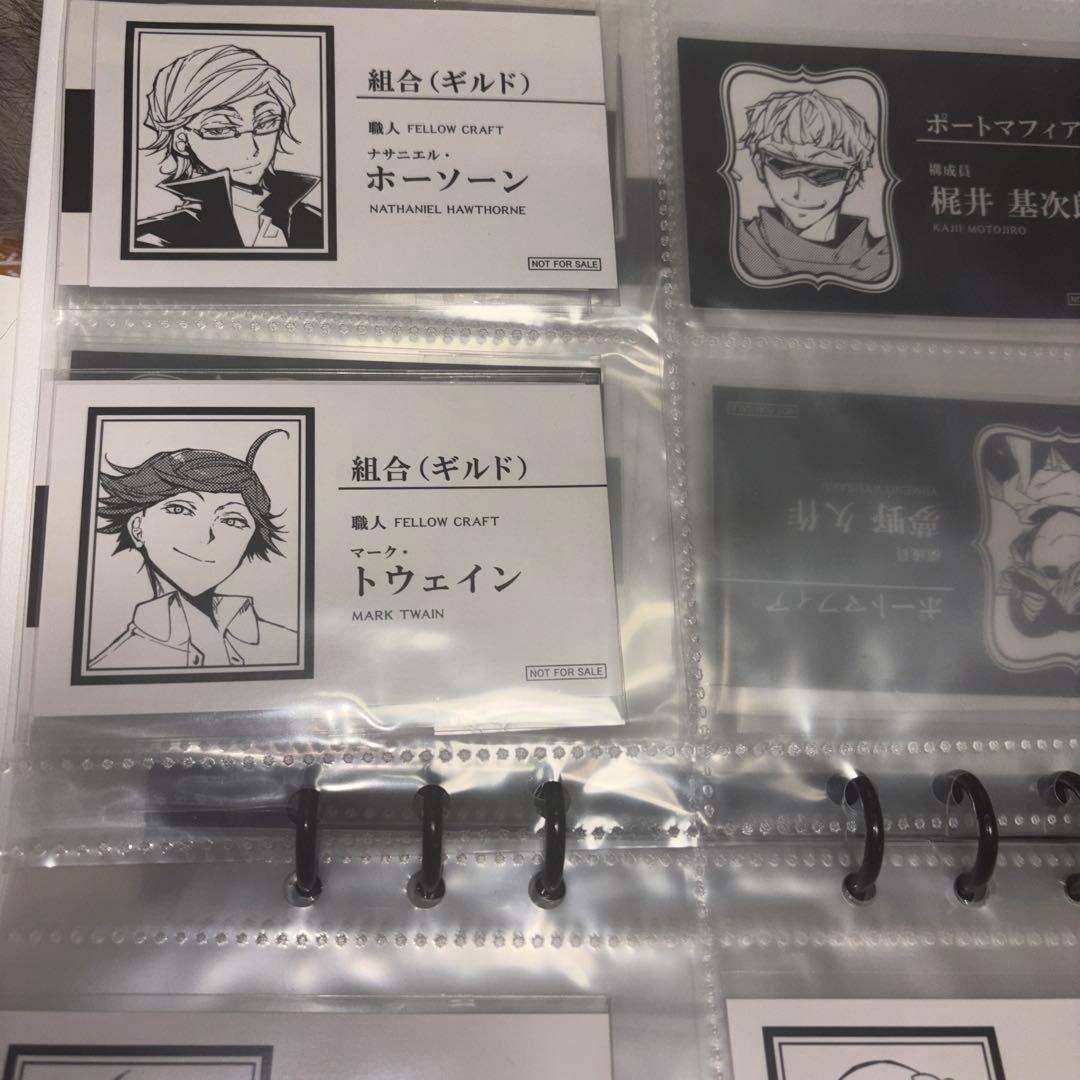 組合(ギルド)
職人 FELLOW CRAFT
ナサニエル・
ホーソーン
NATHANIEL HAWTHORNE
NOT FOR SALE
ポートマフィア
構成員
梶井 基次郎
KAJII MOTOJIRO
組合(ギルド)
職人 FELLOW CRAFT
マーク・
トウェイン
MARK TWAIN
NOT FOR SALE
NOT FOR SALE
夢野 久作
構成員
ポートマフィア